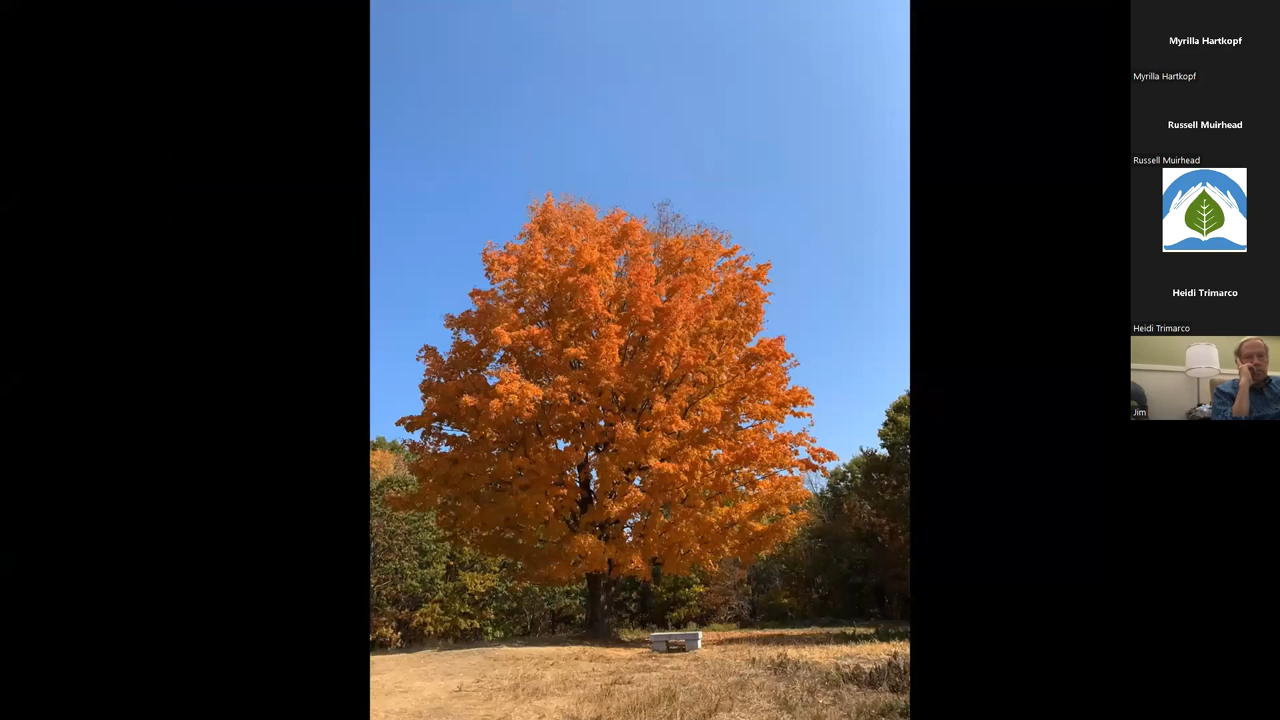 Myrilla Hartkopf
Myrilla Hartkopf
Russell Muirhead
Russell Muirhead
Heidi Trimarco
Heidi Trimarco
Jim